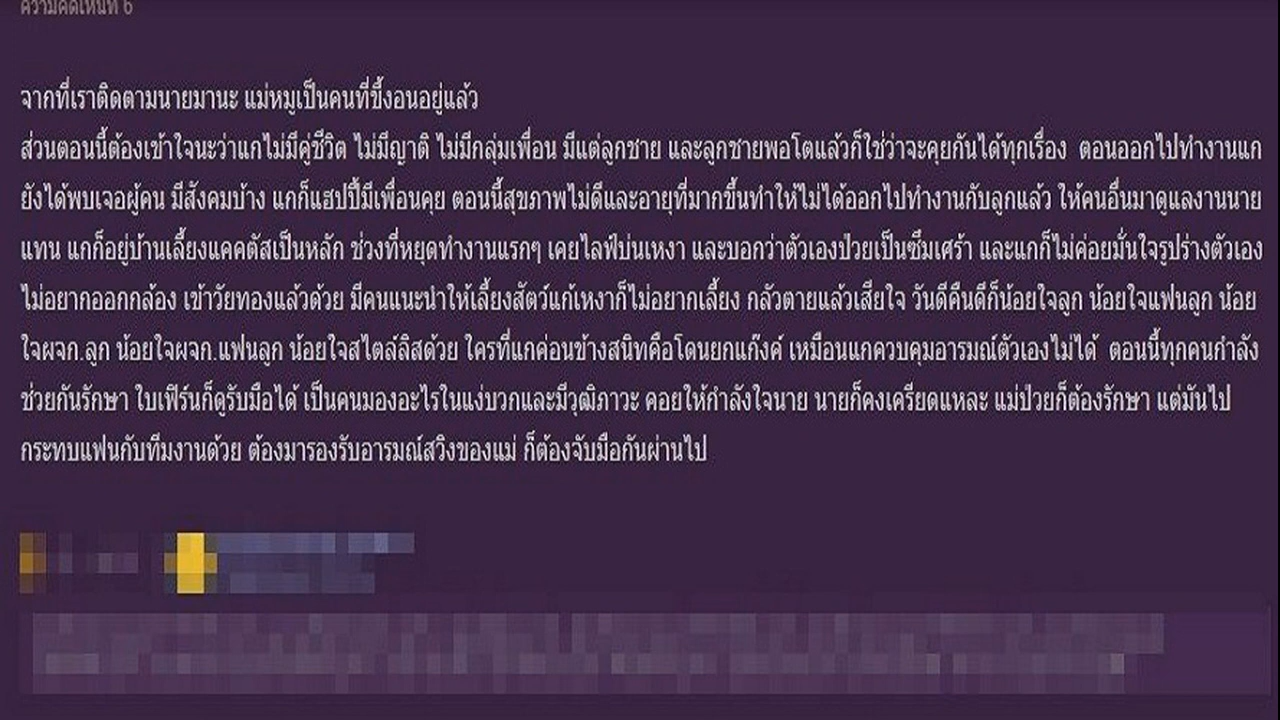 ความคิดเห็นที่ 6
จากที่เราติดตามนายมานะ แม่หมูเป็นคนที่ขี้งอนอยู่แล้ว
ส่วนตอนนี้ต้องเข้าใจนะว่าแกไม่มีคู่ชีวิต ไม่มีญาติ ไม่มีกลุ่มเพื่อน มีแต่ลูกชาย และลูกชายพอโตแล้วก็ใช่ว่าจะคุยกันได้ทุกเรื่อง ตอนออกไปทำงานแก
ยังได้พบเจอผู้คน มีสังคมบ้าง แกก็แฮปปี้มีเพื่อนคุย ตอนนี้สุขภาพไม่ดีและอายุที่มากขึ้นทำให้ไม่ได้ออกไปทำงานกับลูกแล้ว ให้คนอื่นมาดูแลงานนาย
แทน แกก็อยู่บ้านเลี้ยงแคคตัสเป็นหลัก ช่วงที่หยุดทำงานแรกๆ เคยไลฟ์บ่นเหงา และบอกว่าตัวเองป่วยเป็นซึมเศร้า และแกก็ไม่ค่อยมั่นใจรูปร่างตัวเอง
ไม่อยากออกกล้อง เข้าวัยทองแล้วด้วย มีคนแนะนำให้เลี้ยงสัตว์แก้เหงาก็ไม่อยากเลี้ยง กลัวตายแล้วเสียใจ วันดีคืนดีก็น้อยใจลูก น้อยใจแฟนลูก น้อย
ใจผจก.ลูก น้อยใจผจก.แฟนลูก น้อยใจสไตล์ลิสด้วย ใครที่แกค่อนข้างสนิทคือโดนยกแก๊งค์ เหมือนแกควบคุมอารมณ์ตัวเองไม่ได้ ตอนนี้ทุกคนกำลัง
ช่วยกันรักษา ใบเฟิร์นก็ดูรับมือได้ เป็นคนมองอะไรในแง่บวกและมีวุฒิภาวะ คอยให้กำลังใจนาย นายก็คงเครียดแหละ แม่ป่วยก็ต้องรักษา แต่มันไป
กระทบแฟนกับทีมงานด้วย ต้องมารองรับอารมณ์สวิงของแม่ ก็ต้องจับมือกันผ่านไป